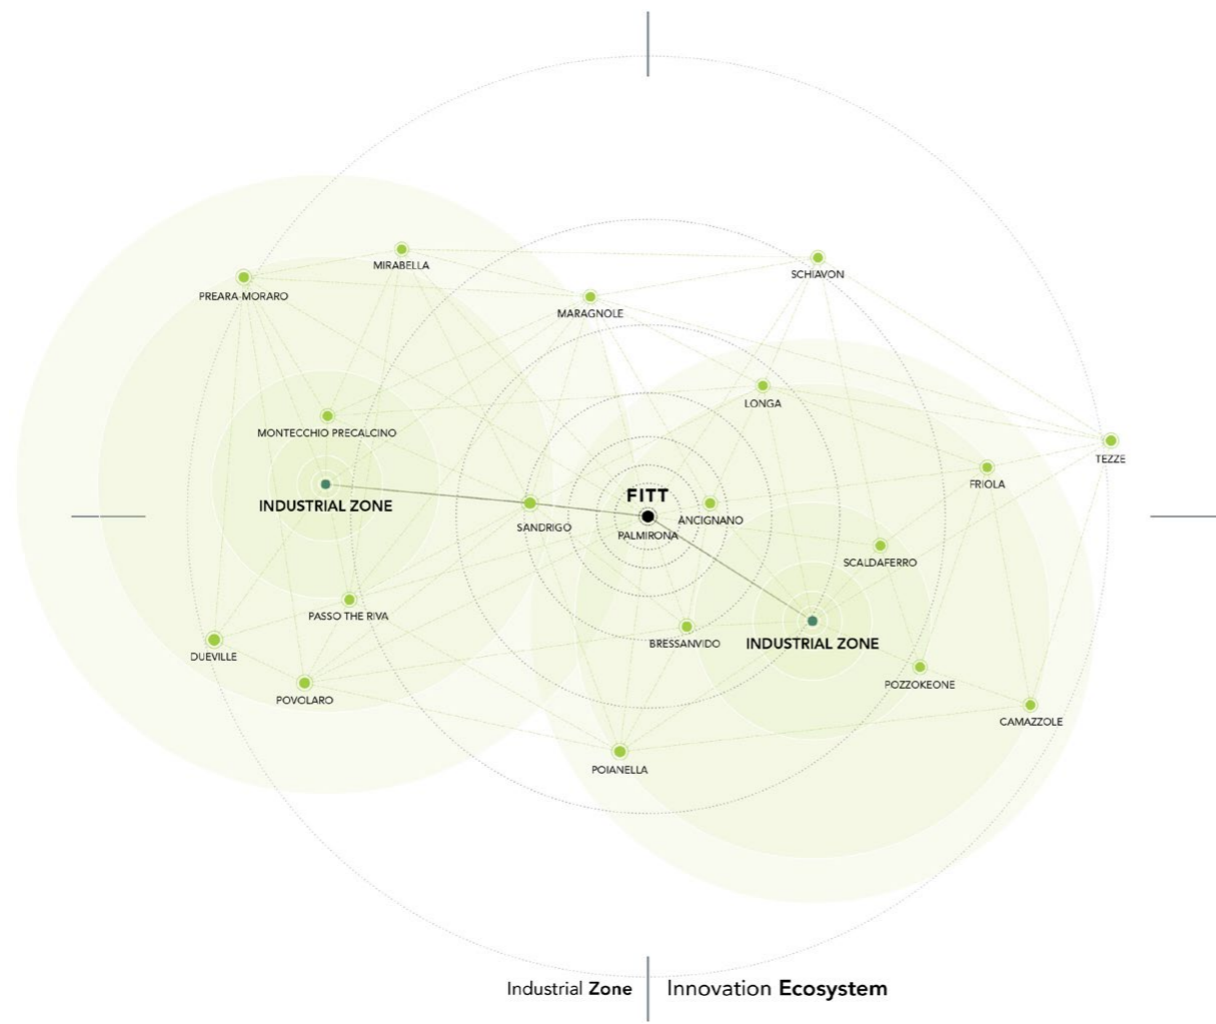 MIRABELLA
SCHIAVON
PREARA-MORARO
MARAGNOLE
LONGA
MONTECCHIO PRECALCINO
TEZZE
FRIOLA
FITT
INDUSTRIAL ZONE
SANDRIGO
ANCIGNANO
PALMIRONA
SCALDAFERRO
PASSO THE RIVA
BRESSANVIDO
INDUSTRIAL ZONE
DUEVILLE
POZZOKEONE
POVOLARO
CAMAZZOLE
POIANELLA
Industrial Zone
Innovation Ecosystem